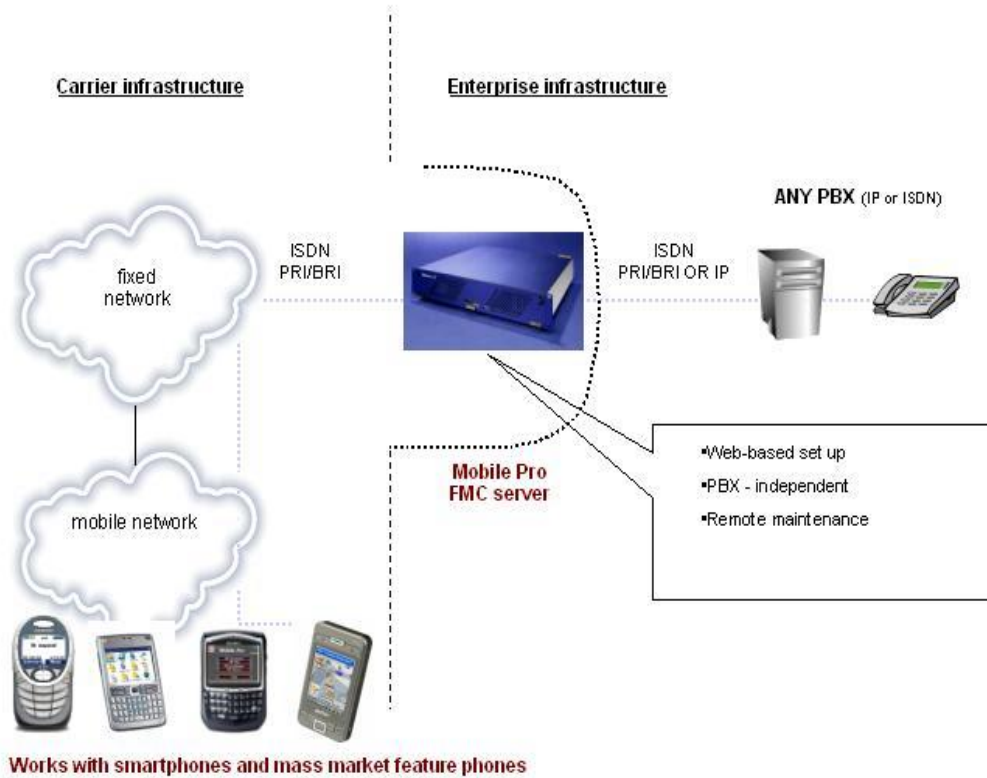 Carrier infrastructure
Enterprise infrastructure
ANY PBX (IP or ISDN)
fixed
network
ISDN
PRI/BRI
ISDN
PRI/BRI OR IP
Mobile Pro
FMC server
▪Web-based set up
▪PBX - independent
▪Remote maintenance
mobile network
Mobile Pro
Works with smartphones and mass market feature phones